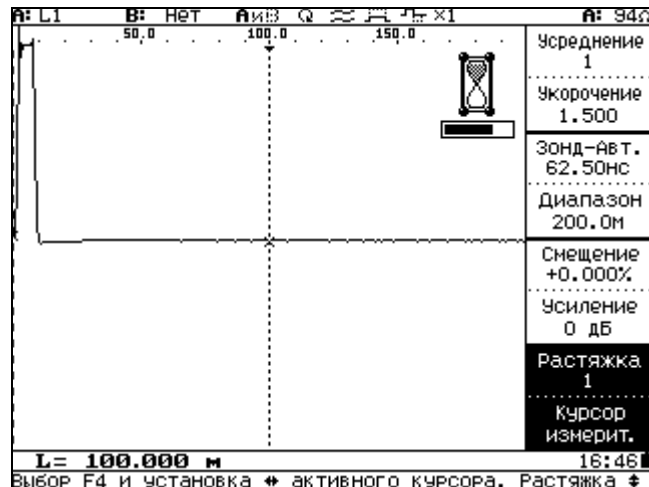 A: L1 B: Нет АиВ ×1 A: 94Ω
50.0 100.0 150.0
Усреднение
1
Укорочение
1.500
Зонд-Авт.
62.50нс
Диапазон
200.0м
Смещение
+0.000%
Усиление
0 дБ
Растяжка
1
Курсор
измерит.
L= 100.000 м 16:46
Выбор F4 и установка ↔ активного курсора. Растяжка ↕